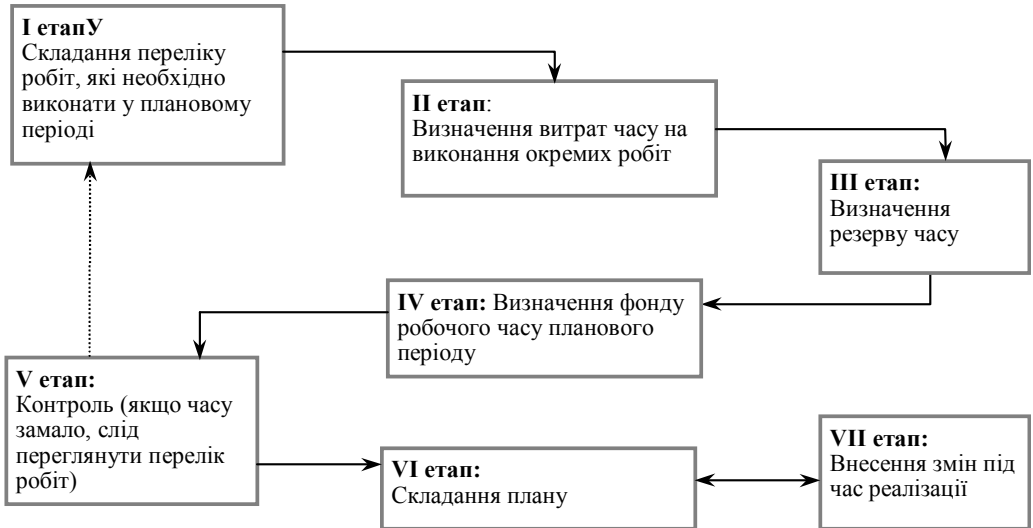 І етапУ
Складання переліку
робіт, які необхідно
виконати у плановому
періоді
ІІ етап:
Визначення витрат часу на
виконання окремих робіт
ІІІ етап:
Визначення
резерву часу
IV етап: Визначення фонду
робочого часу планового
періоду
V етап:
Контроль (якщо часу
замало, слід
переглянути перелік
робіт)
VI етап:
Складання плану
VII етап:
Внесення змін під
час реалізації